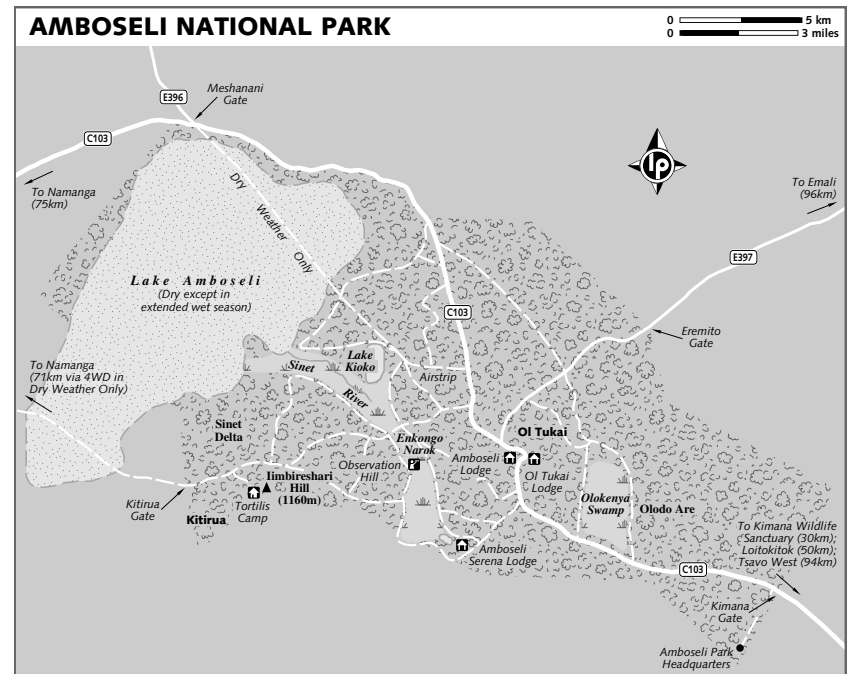 AMBOSELI NATIONAL PARK
0 5 km
0 3 miles
E396
Meshanani
Gate
C103
lp
To Namanga
(75km)
Dry Weather Only
To Emali
(96km)
E397
Lake Amboseli
(Dry except in
extended wet season)
C103
Eremito
Gate
To Namanga
(71km via 4WD in
Dry Weather Only)
Lake
Kioko
Sinet
River
Airstrip
Sinet
Delta
Enkongo
Narok
Ol Tukai
Observation
Hill
Amboseli
Lodge
Ol Tukai
Lodge
Iimbireshari
Hill
(1160m)
Kitirua
Gate
Tortilis
Camp
Kitirua
Olokenya
Swamp
Olodo Are
To Kimana Wildlife
Sanctuary (30km);
Loitokitok (50km);
Tsavo West (94km)
Amboseli
Serena Lodge
C103
Kimana
Gate
Amboseli Park
Headquarters